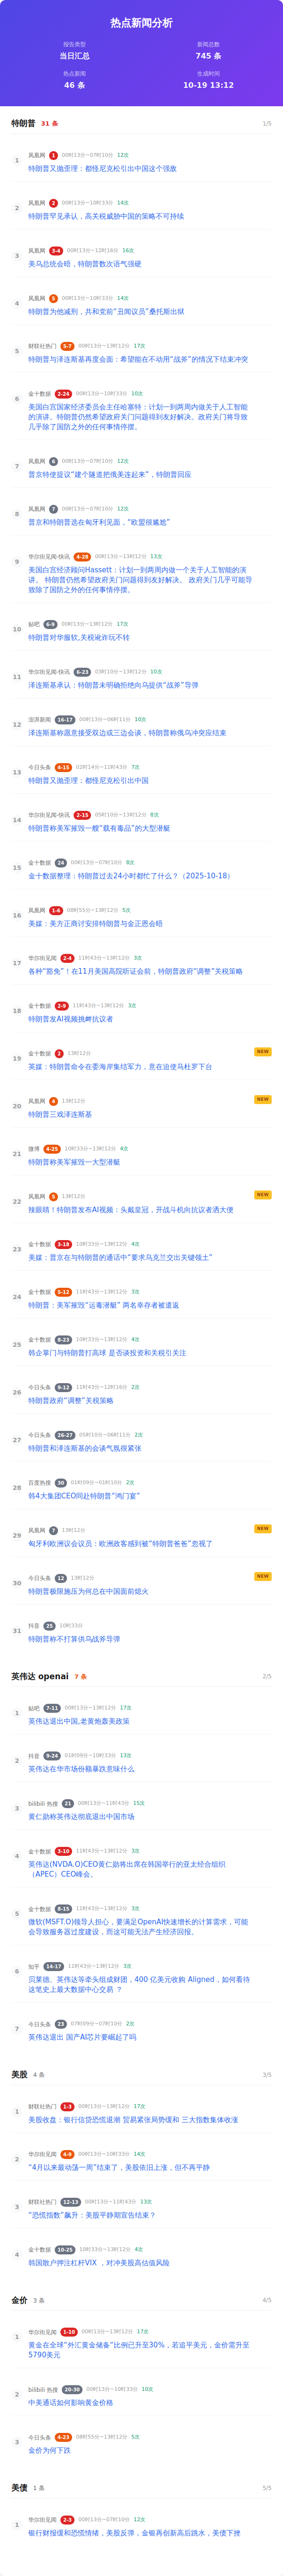 热点新闻分析
报告类型
新闻总数
当日汇总
745 条
热点新闻
生成时间
46 条
10-19 13:12
特朗普 31 条 1/5
1
凤凰网 1 00时13分~07时10分 12次
特朗普又抛歪理：都怪尼克松引出中国这个强敌
2
凤凰网 2 00时13分~10时33分 14次
特朗普罕见承认，高关税威胁中国的策略不可持续
3
凤凰网 3-4 00时13分~12时16分 16次
美乌总统会晤，特朗普数次语气强硬
4
凤凰网 5 00时13分~10时33分 14次
特朗普为他减刑，共和党前“丑闻议员”桑托斯出狱
5
财联社热门 5-7 00时13分~13时12分 17次
特朗普与泽连斯基再度会面：希望能在不动用“战斧”的情况下结束冲突
6
金十数据 2-24 00时13分~10时33分 10次
美国白宫国家经济委员会主任哈塞特：计划一到两周内做关于人工智能
的演讲。特朗普仍然希望政府关门问题得到友好解决。政府关门将导致
几乎除了国防之外的任何事情停摆。
7
凤凰网 6 00时13分~07时10分 12次
普京特使提议“建个隧道把俄美连起来”，特朗普回应
8
凤凰网 7 00时13分~07时10分 12次
普京和特朗普选在匈牙利见面，“欧盟很尴尬”
9
华尔街见闻-快讯 4-28 00时13分~13时12分 13次
美国白宫经济顾问Hassett：计划一到两周内做一个关于人工智能的演
讲。 特朗普仍然希望政府关门问题得到友好解决。 政府关门几乎可能导
致除了国防之外的任何事情停摆。
10
贴吧 6-9 00时13分~13时12分 17次
特朗普对华服软,关税讹诈玩不转
11
华尔街见闻-快讯 6-23 03时10分~13时12分 10次
泽连斯基承认：特朗普未明确拒绝向乌提供“战斧”导弹
12
澎湃新闻 16-17 00时13分~06时11分 10次
泽连斯基称愿意接受双边或三边会谈，特朗普称俄乌冲突应结束
13
今日头条 4-15 02时14分~11时43分 7次
特朗普又抛歪理：都怪尼克松引出中国
14
华尔街见闻-快讯 2-15 05时10分~13时12分 8次
特朗普称美军摧毁一艘“载有毒品”的大型潜艇
15
金十数据 24 00时13分~07时10分 8次
金十数据整理：特朗普过去24小时都忙了什么？（2025-10-18）
16
凤凰网 1-6 08时55分~13时12分 5次
美媒：美方正商讨安排特朗普与金正恩会晤
17
华尔街见闻 2-4 11时43分~13时12分 3次
各种“豁免”！在11月美国高院听证会前，特朗普政府“调整”关税策略
18
金十数据 2-9 11时43分~13时12分 3次
特朗普发AI视频挑衅抗议者
19
金十数据 2 13时12分 NEW
英媒：特朗普命令在委海岸集结军力，意在迫使马杜罗下台
20
凤凰网 4 13时12分 NEW
特朗普三戏泽连斯基
21
微博 4-25 10时33分~13时12分 4次
特朗普称美军摧毁一大型潜艇
22
凤凰网 5 13时12分 NEW
辣眼睛！特朗普发布AI视频：头戴皇冠，开战斗机向抗议者洒大便
23
金十数据 3-18 10时33分~13时12分 4次
美媒：普京在与特朗普的通话中“要求乌克兰交出关键领土”
24
金十数据 5-12 11时43分~13时12分 3次
特朗普：美军摧毁“运毒潜艇” 两名幸存者被遣返
25
金十数据 8-23 10时33分~13时12分 4次
韩企掌门与特朗普打高球 是否谈投资和关税引关注
26
今日头条 9-12 11时43分~12时16分 2次
特朗普政府“调整”关税策略
27
今日头条 26-27 05时10分~06时11分 2次
特朗普和泽连斯基的会谈气氛很紧张
28
百度热搜 30 01时09分~01时10分 2次
韩4大集团CEO同赴特朗普“鸿门宴”
29
凤凰网 7 13时12分 NEW
匈牙利欧洲议会议员：欧洲政客感到被“特朗普爸爸”忽视了
30
今日头条 12 13时12分 NEW
特朗普极限施压为何总在中国面前熄火
31
抖音 25 10时33分
特朗普称不打算供乌战斧导弹
英伟达 openai 7 条 2/5
1
贴吧 7-11 00时13分~13时12分 17次
英伟达退出中国,老黄炮轰美政策
2
抖音 9-24 01时09分~10时33分 13次
英伟达在华市场份额暴跌意味什么
3
bilibili 热搜 21 00时13分~11时43分 15次
黄仁勋称英伟达彻底退出中国市场
4
金十数据 3-10 11时43分~13时12分 3次
英伟达(NVDA.O)CEO黄仁勋将出席在韩国举行的亚太经合组织
（APEC）CEO峰会。
5
金十数据 8-15 11时43分~13时12分 3次
微软(MSFT.O)领导人担心，要满足OpenAI快速增长的计算需求，可能
会导致服务器过度建设，而这可能无法产生经济回报。
6
知乎 14-17 11时43分~13时12分 3次
贝莱德、英伟达等牵头组成财团，400 亿美元收购 Aligned，如何看待
这笔史上最大数据中心交易 ？
7
今日头条 23 07时09分~07时10分 2次
英伟达退出 国产AI芯片要崛起了吗
美股 4 条 3/5
1
财联社热门 1-3 00时13分~13时12分 17次
美股收盘：银行信贷恐慌退潮 贸易紧张局势缓和 三大指数集体收涨
2
华尔街见闻 4-9 00时13分~10时33分 14次
“4月以来最动荡一周”结束了，美股依旧上涨，但不再平静
3
财联社热门 12-13 00时13分~11时43分 13次
“恐慌指数”飙升：美股平静期宣告结束？
4
金十数据 10-25 10时33分~13时12分 4次
韩国散户押注杠杆VIX ，对冲美股高估值风险
金价 3 条 4/5
1
华尔街见闻 1-10 00时13分~13时12分 17次
黄金在全球“外汇黄金储备”比例已升至30%，若追平美元，金价需升至
5790美元
2
bilibili 热搜 20-30 00时13分~10时33分 10次
中美通话如何影响黄金价格
3
今日头条 4-23 08时55分~13时12分 5次
金价为何下跌
美债 1 条 5/5
1
华尔街见闻 2-3 00时13分~07时10分 12次
银行财报缓和恐慌情绪，美股反弹，金银再创新高后跳水，美债下挫